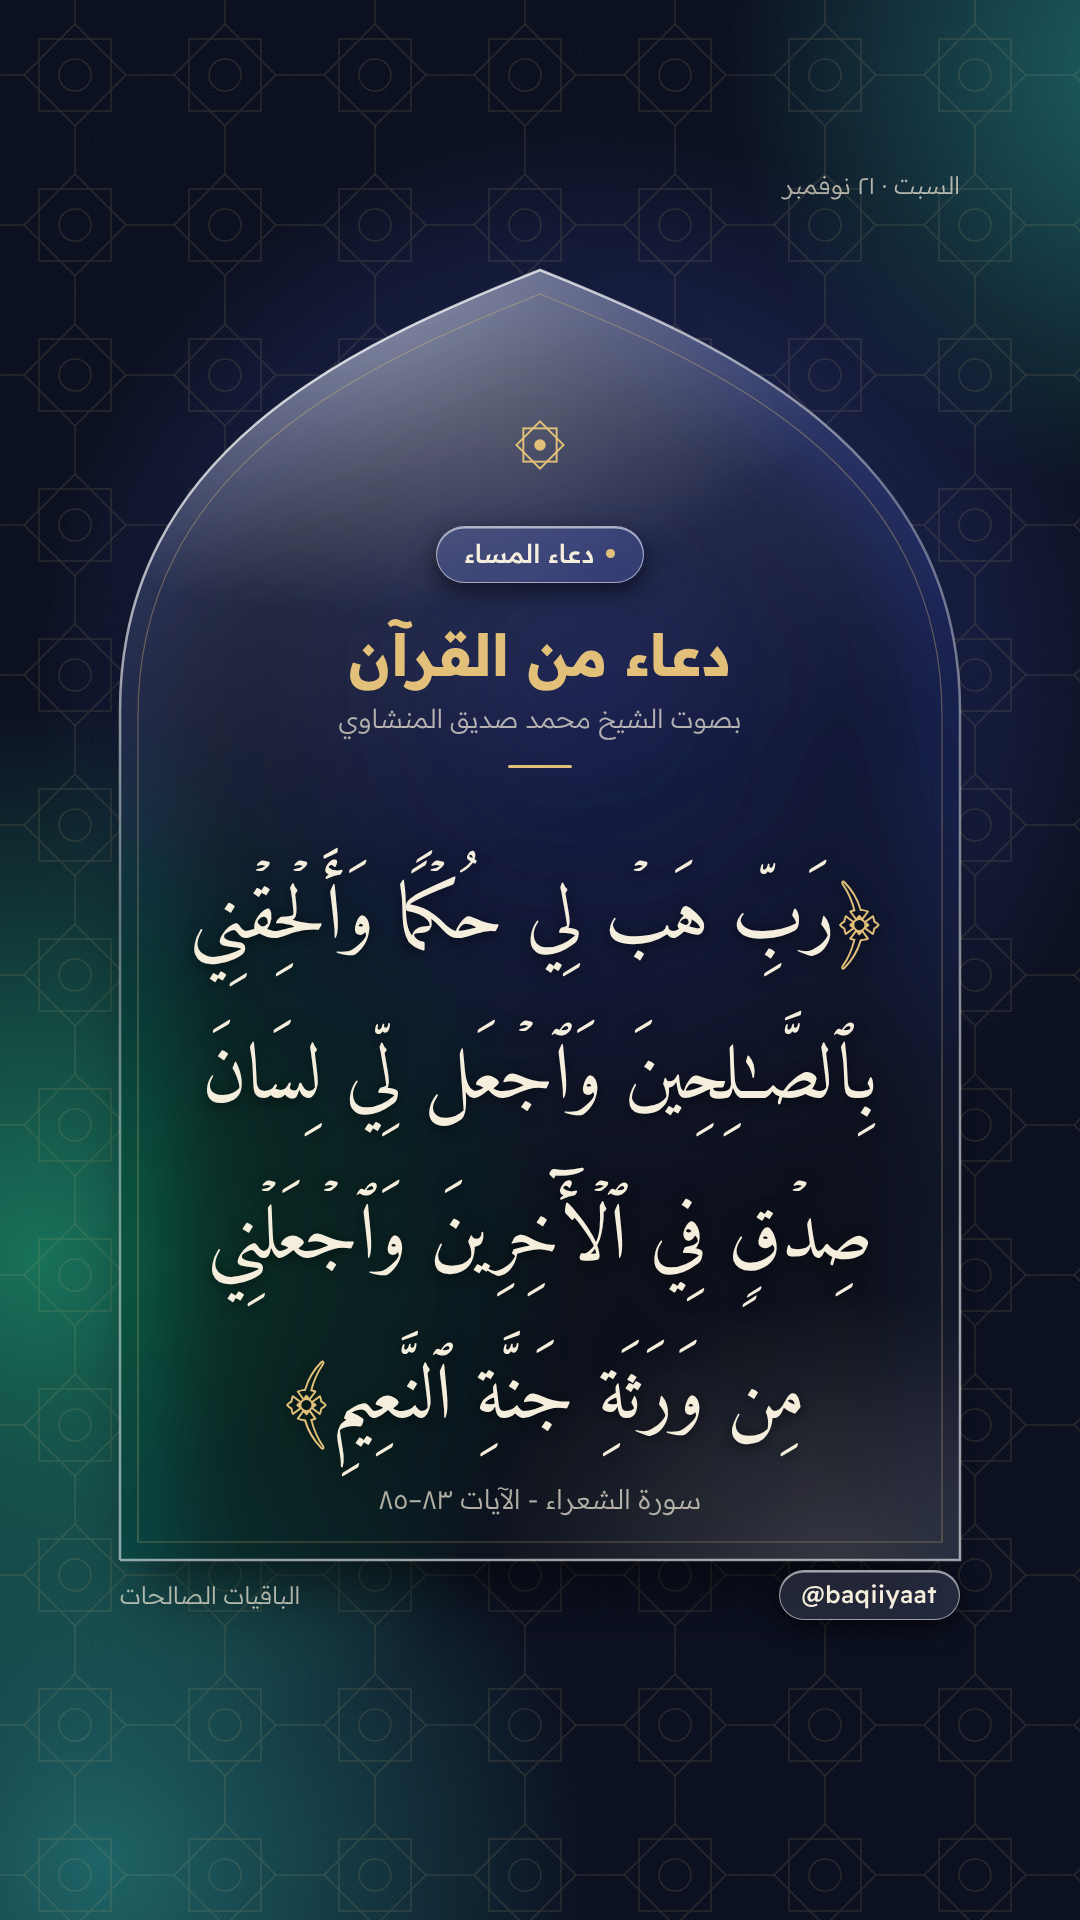 السبت · ٢١ نوفمبر
دعاء المساء
دعاء من القرآن
بصوت الشيخ محمد صديق المنشاوي
﴿رَبِّ هَبۡ لِي حُكۡمٗا وَأَلۡحِقۡنِي
بِٱلصَّـٰلِحِينَ وَٱجۡعَل لِّي لِسَانَ
صِدۡقٖ فِي ٱلۡأٓخِرِينَ وَٱجۡعَلۡنِي
مِن وَرَثَةِ جَنَّةِ ٱلنَّعِيمِ﴾
سورة الشعراء - الآيات ٨٣–٨٥
@baqiiyaat
الباقيات الصالحات